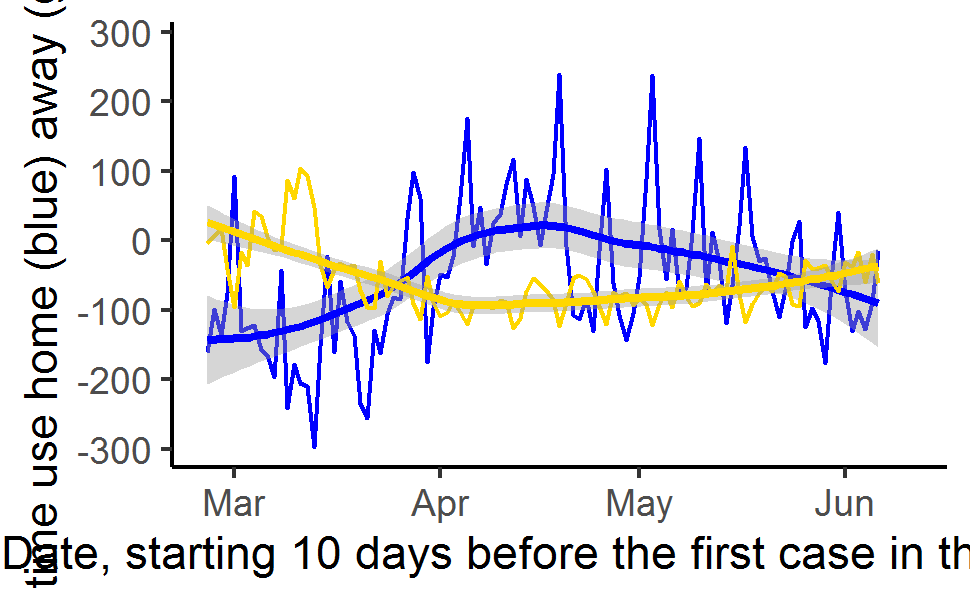 time use home (blue) away (
300
200
100
0
-100
-200
-300
Mar Apr May Jun
Date, starting 10 days before the first case in th